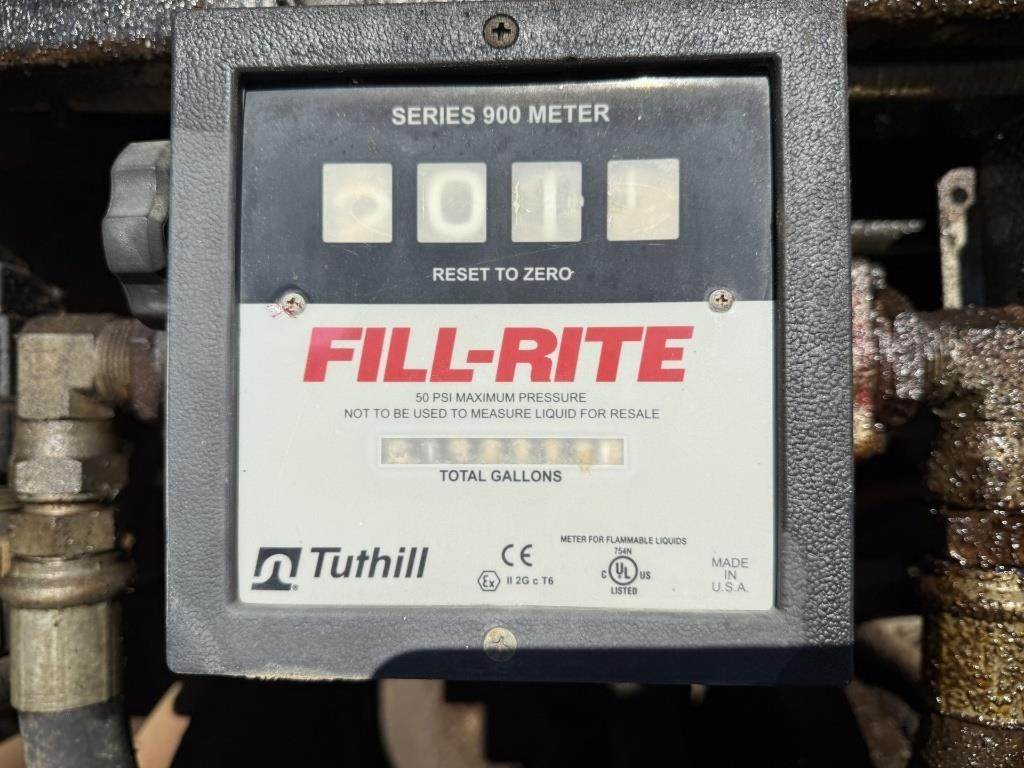 SERIES 900 METER
RESET TO ZERO
FILL-RITE
50 PSI MAXIMUM PRESSURE
NOT TO BE USED TO MEASURE LIQUID FOR RESALE
TOTAL GALLONS
Tuthill
CE
Ex II 2G c T6
METER FOR FLAMMABLE LIQUIDS
754N
C UL US
LISTED
MADE
IN
U.S.A.